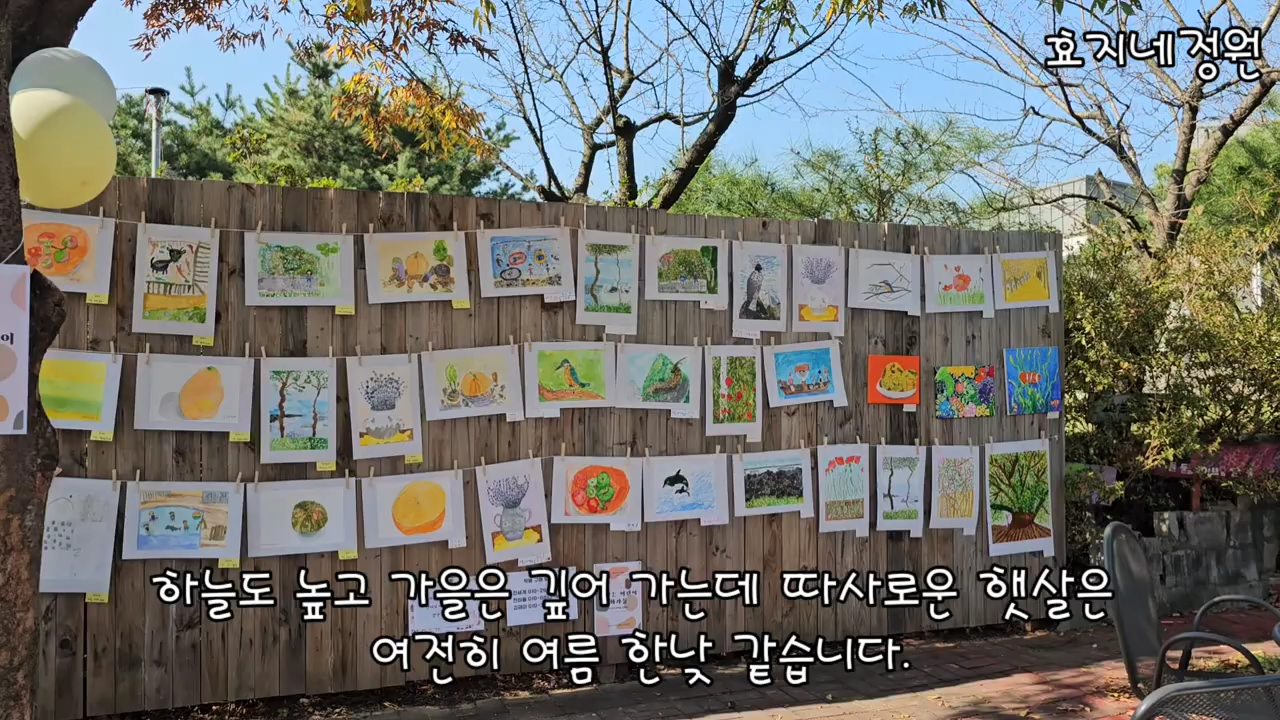 효지네정원
하늘도 높고 가을은 깊어 가는데 따사로운 햇살은
여전히 여름 한낮 같습니다.